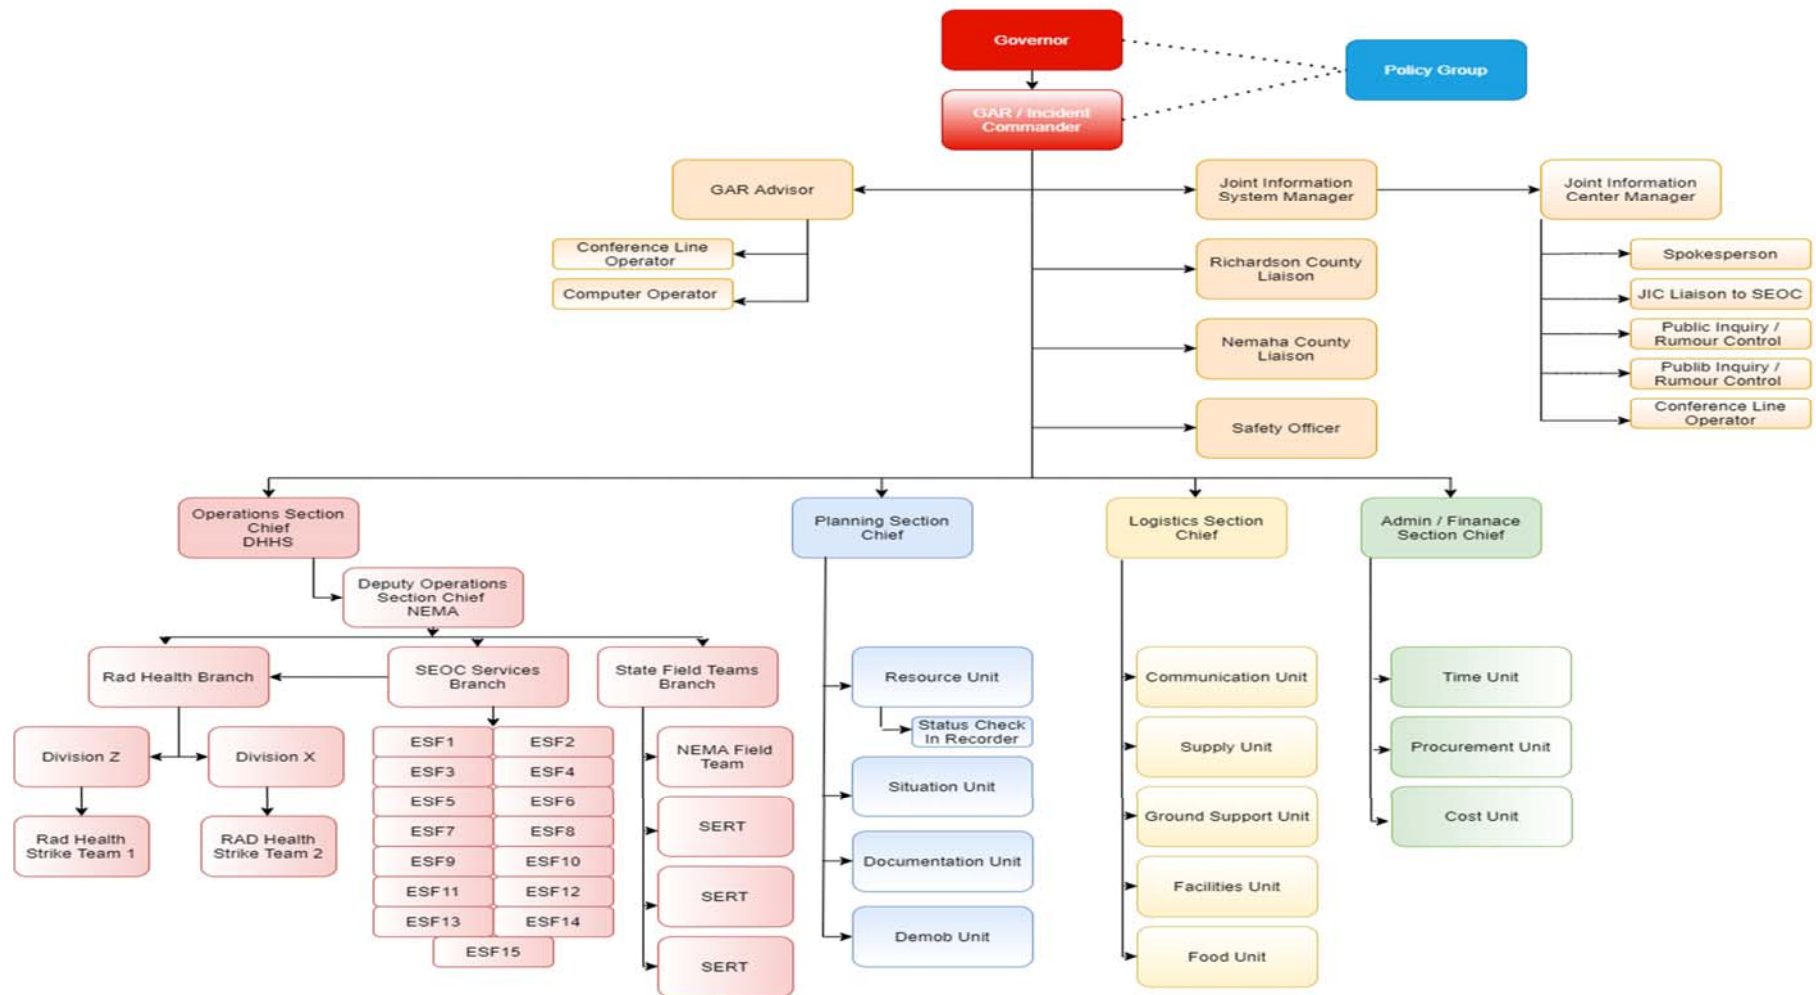 Governor
Policy Group
GAR / Incident
Commander
GAR Advisor
Joint Information
System Manager
Joint Information
Center Manager
Conference Line
Operator
Computer Operator
Richardson County
Liaison
Nemaha County
Liaison
Safety Officer
Spokesperson
JIC Liaison to SEOC
Public Inquiry /
Rumour Control
Publib Inquiry /
Rumour Control
Conference Line
Operator
Operations Section
Chief
DHHS
Planning Section
Chief
Logistics Section
Chief
Admin / Finanace
Section Chief
Deputy Operations
Section Chief
NEMA
Rad Health Branch
SEOC Services
Branch
State Field Teams
Branch
Division Z
Division X
Rad Health
Strike Team 1
RAD Health
Strike Team 2
ESF1
ESF2
ESF3
ESF4
ESF5
ESF6
ESF7
ESF8
ESF9
ESF10
ESF11
ESF12
ESF13
ESF14
ESF15
NEMA Field
Team
SERT
SERT
SERT
Resource Unit
Status Check
In Recorder
Situation Unit
Documentation Unit
Demob Unit
Communication Unit
Supply Unit
Ground Support Unit
Facilities Unit
Food Unit
Time Unit
Procurement Unit
Cost Unit